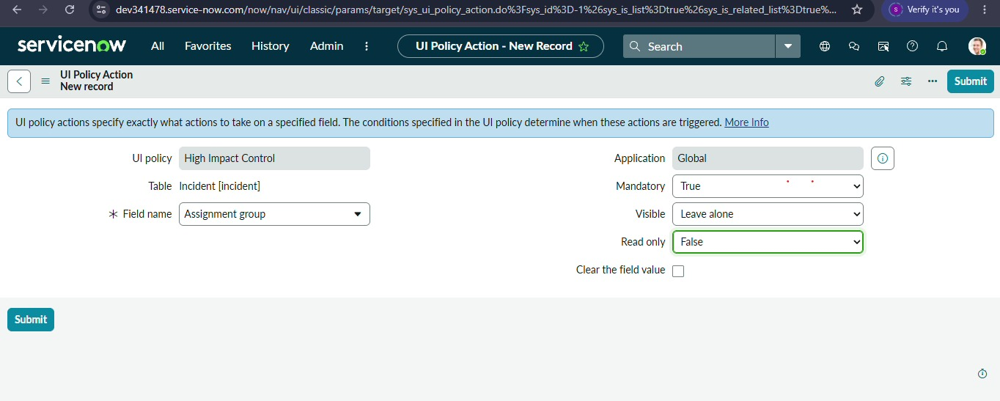 dev341478.service-now.com/now/nav/ui/classic/params/target/sys_ui_policy_action.do%3Fsys_id%3D-1%26sys_is_list%3Dtrue%26sys_is_related_list%3Dtrue%...
S Verify it's you
servicenow All Favorites History Admin UI Policy Action - New Record Search
UI Policy Action
New record
Submit
UI policy actions specify exactly what actions to take on a specified field. The conditions specified in the UI policy determine when these actions are triggered. More Info
UI policy High Impact Control Application Global
Table Incident [incident] Mandatory True
Field name Assignment group Visible Leave alone
Read only False
Clear the field value
Submit